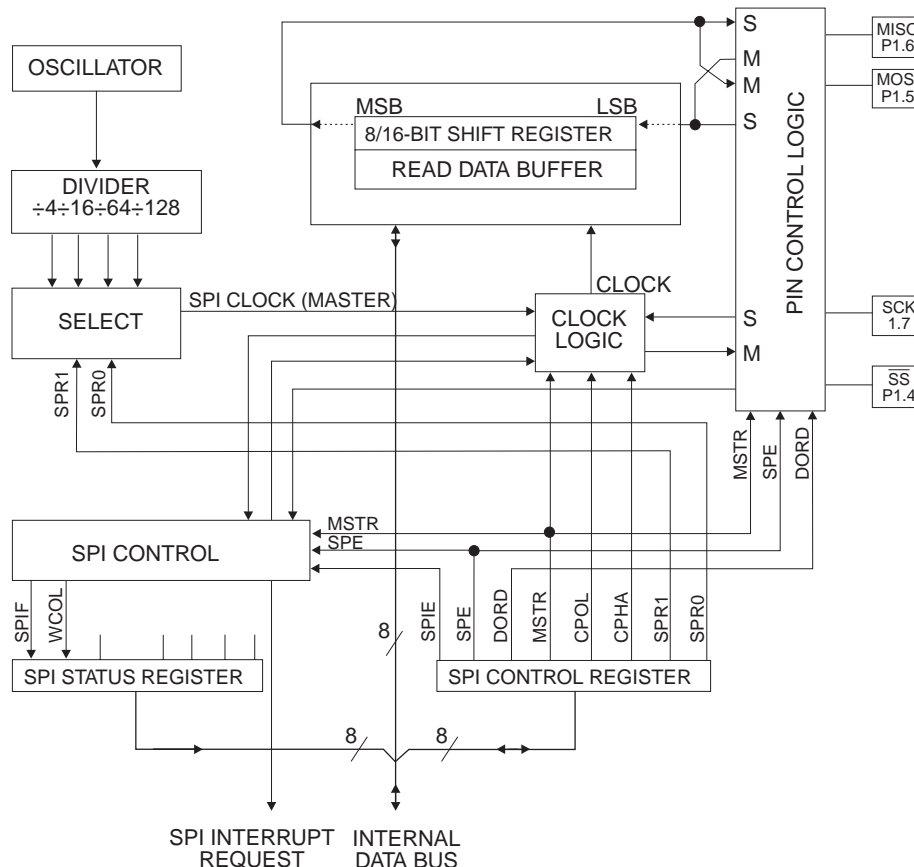 S
MISO
P1.6
OSCILLATOR
M
M
MOSI
P1.5
MSB
LSB
S
8/16-BIT SHIFT REGISTER
READ DATA BUFFER
DIVIDER
÷4÷16÷64÷128
PIN CONTROL LOGIC
SPI CLOCK (MASTER)
CLOCK
SELECT
CLOCK
LOGIC
S
M
SCK
1.7
SS
P1.4
SPR1
SPR0
MSTR
SPE
DORD
SPI CONTROL
MSTR
SPE
SPIF
WCOL
8
SPIE
SPE
DORD
MSTR
CPOL
CPHA
SPR1
SPR0
SPI STATUS REGISTER
SPI CONTROL REGISTER
8
8
SPI INTERRUPT
REQUEST
INTERNAL
DATA BUS